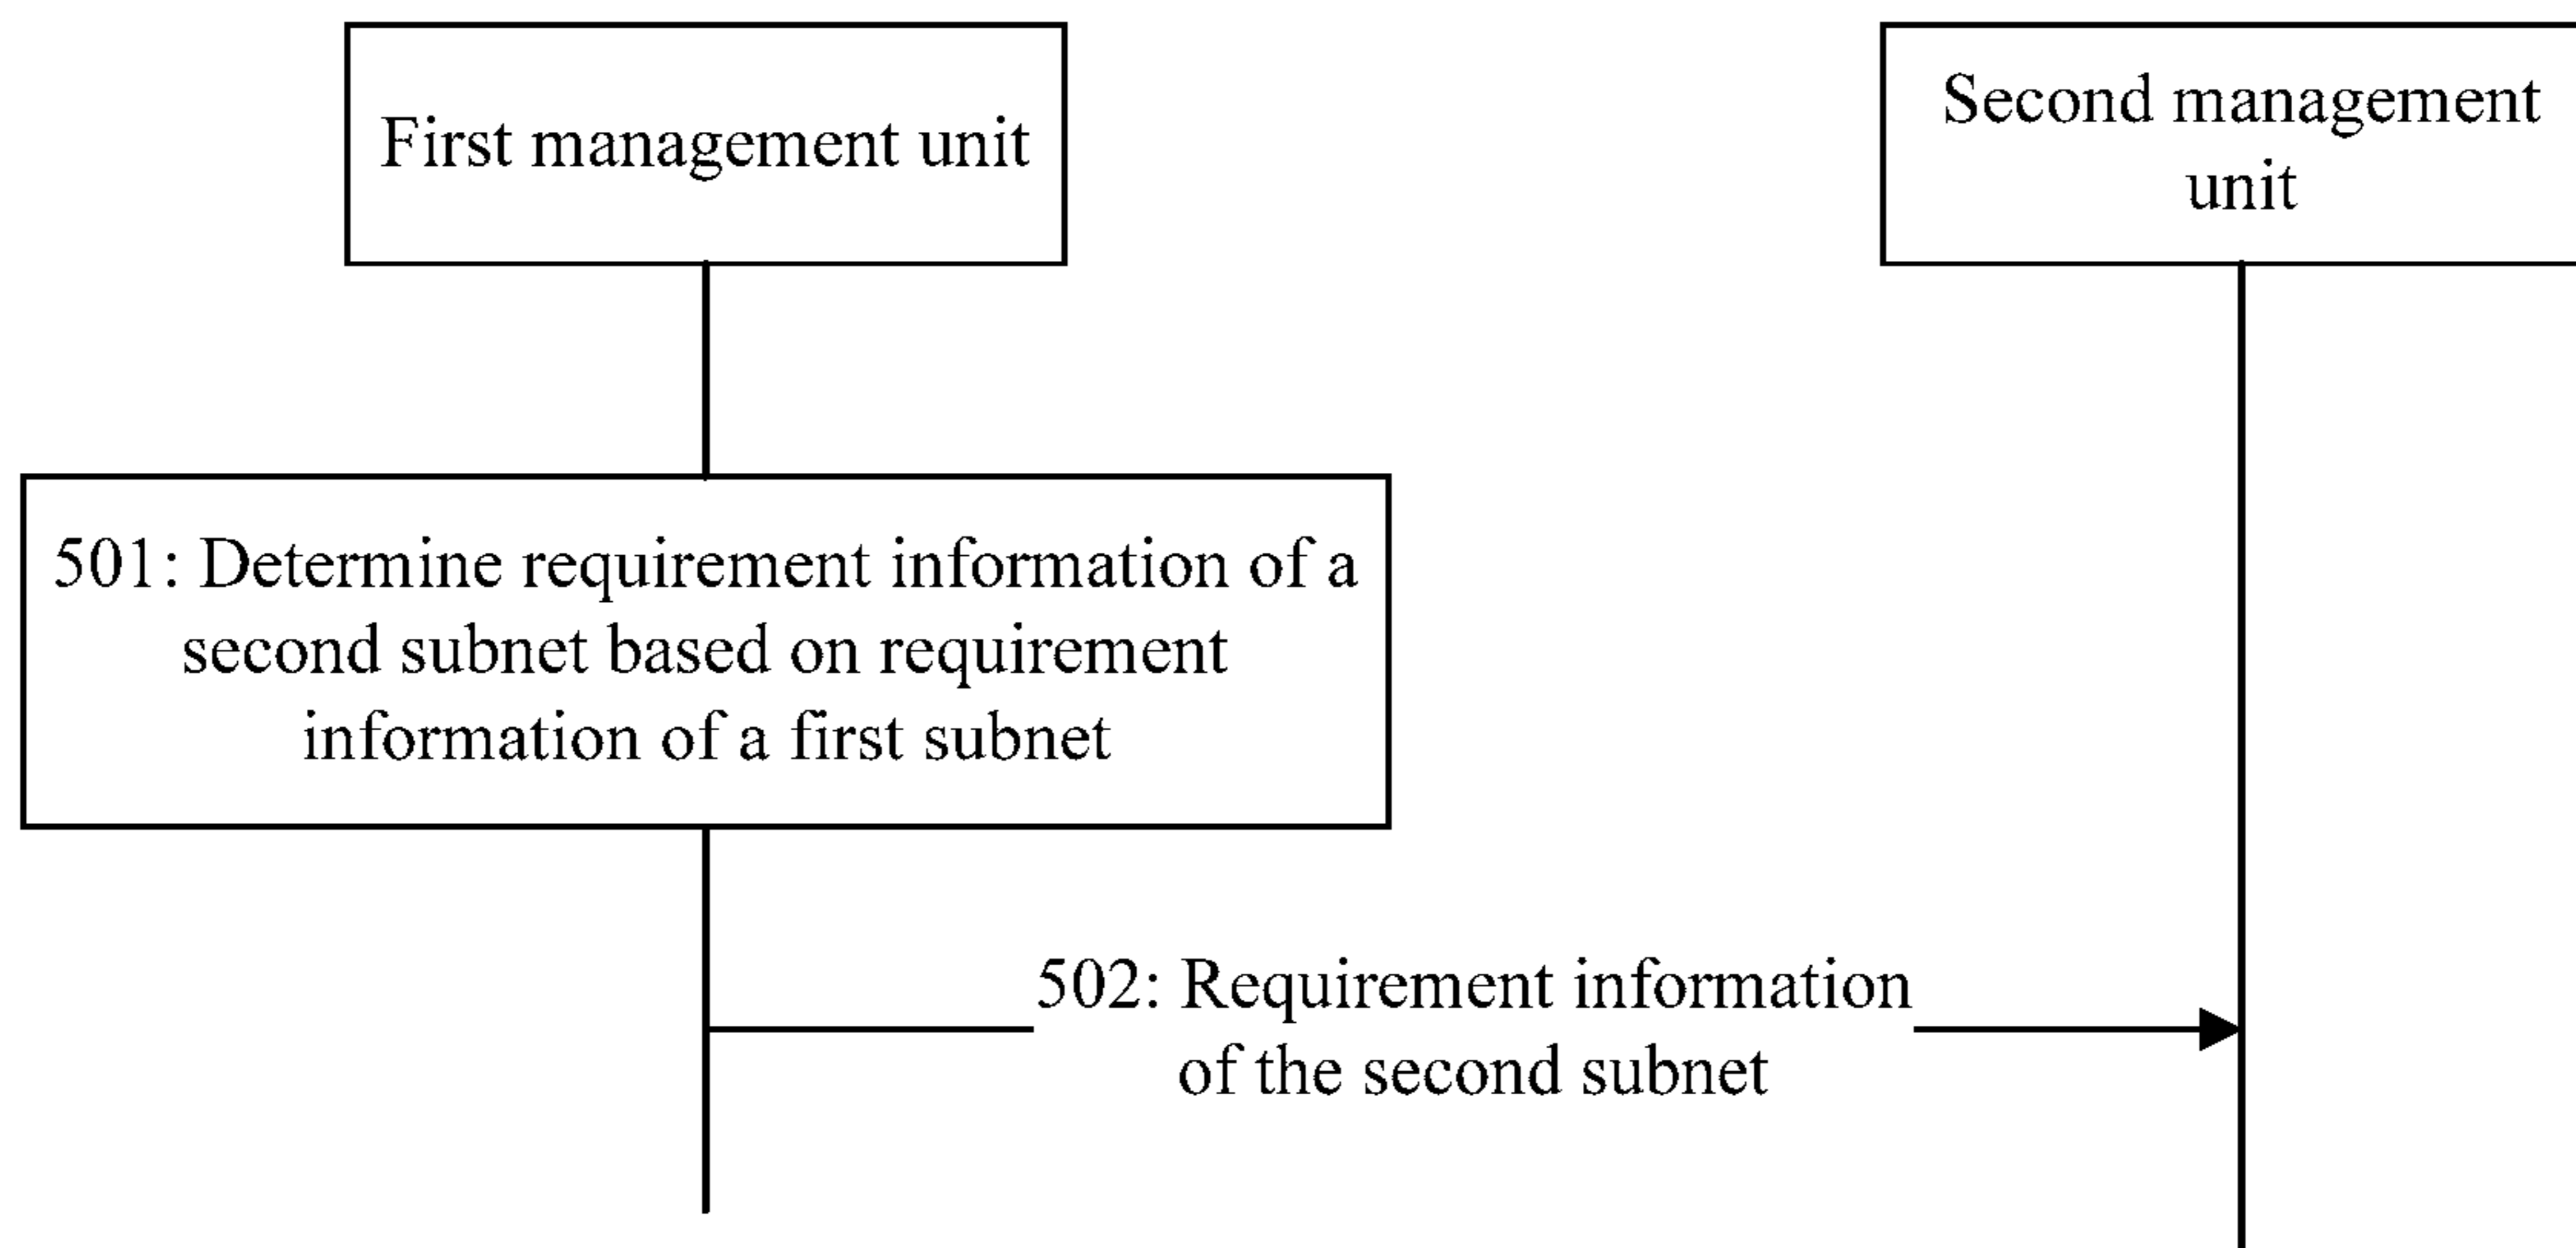 First management unit
Second management
unit
501: Determine requirement information of a
second subnet based on requirement
information of a first subnet
502: Requirement information
of the second subnet